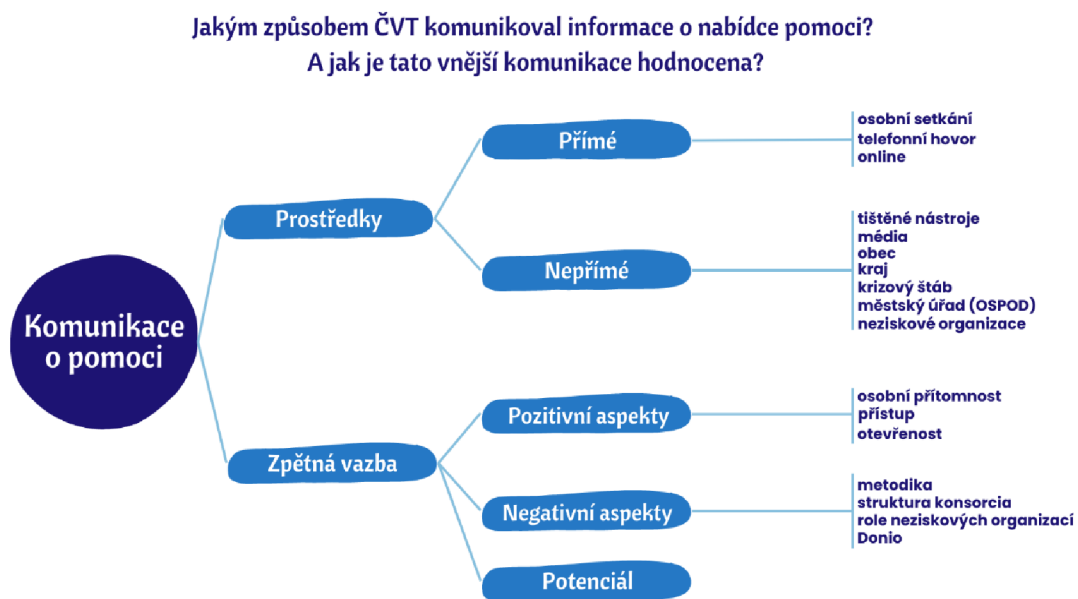 Jakým způsobem ČVT komunikoval informace o nabídce pomoci?
A jak je tato vnější komunikace hodnocena?
Komunikace
o pomoci
Prostředky
Přímé
osobní setkání
telefonní hovor
online
Nepřímé
tištěné nástroje
média
obec
kraj
krizový štáb
městský úřad (OSPOD)
neziskové organizace
Zpětná vazba
Pozitivní aspekty
osobní přítomnost
přístup
otevřenost
Negativní aspekty
metodika
struktura konsorcia
role neziskových organizací
Donio
Potenciál